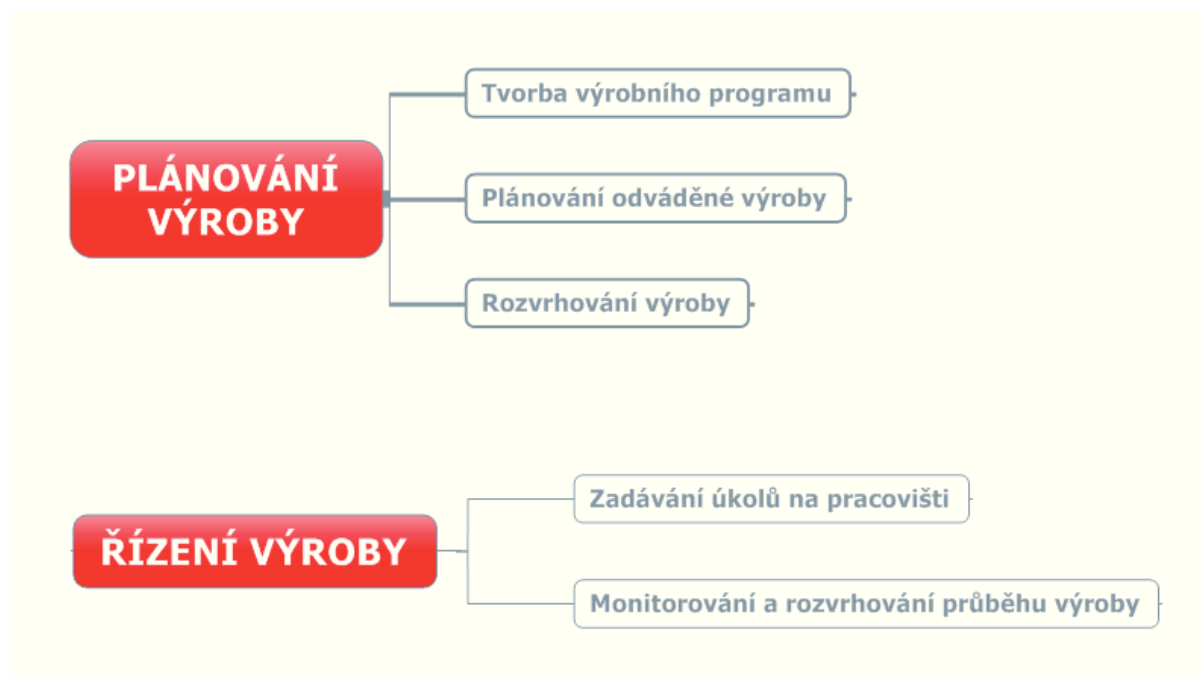 PLÁNOVÁNÍ
VÝROBY
Tvorba výrobního programu
Plánování odváděné výroby
Rozvrhování výroby
ŘÍZENÍ VÝROBY
Zadávání úkolů na pracovišti
Monitorování a rozvrhování průběhu výroby